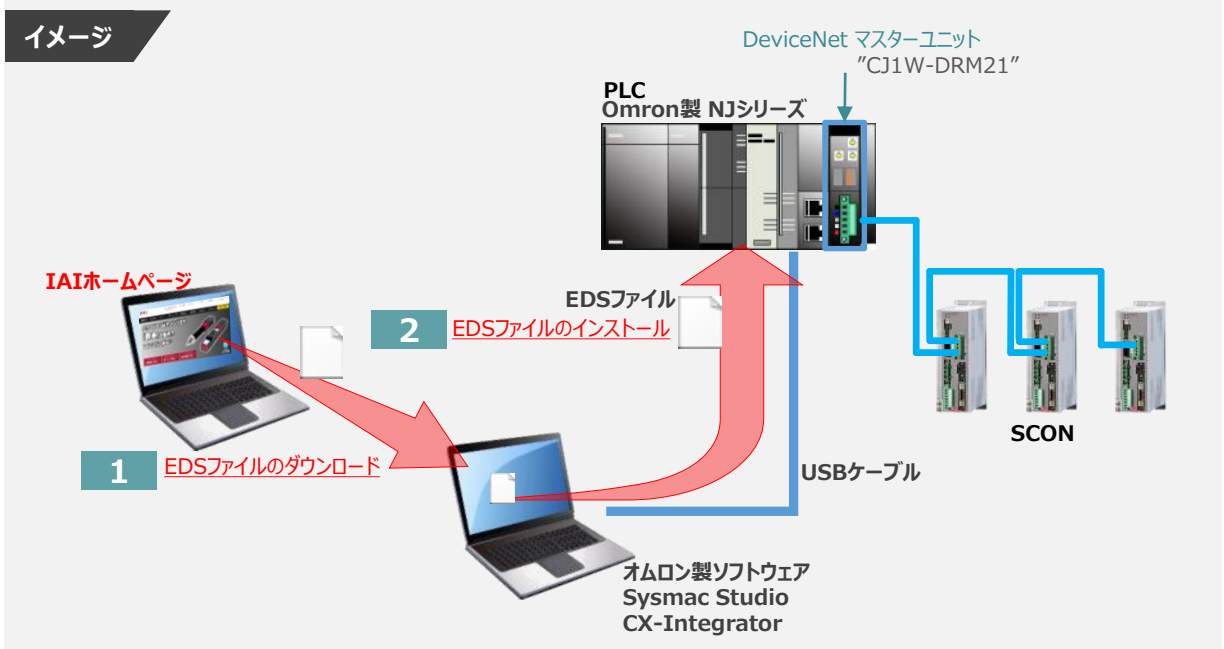 イメージ
DeviceNet マスターユニット
”CJ1W-DRM21”
PLC
Omron製 NJシリーズ
IAIホームページ
EDSファイル
2
EDSファイルのインストール
SCON
1
EDSファイルのダウンロード
USBケーブル
オムロン製ソフトウェア
Sysmac Studio
CX-Integrator